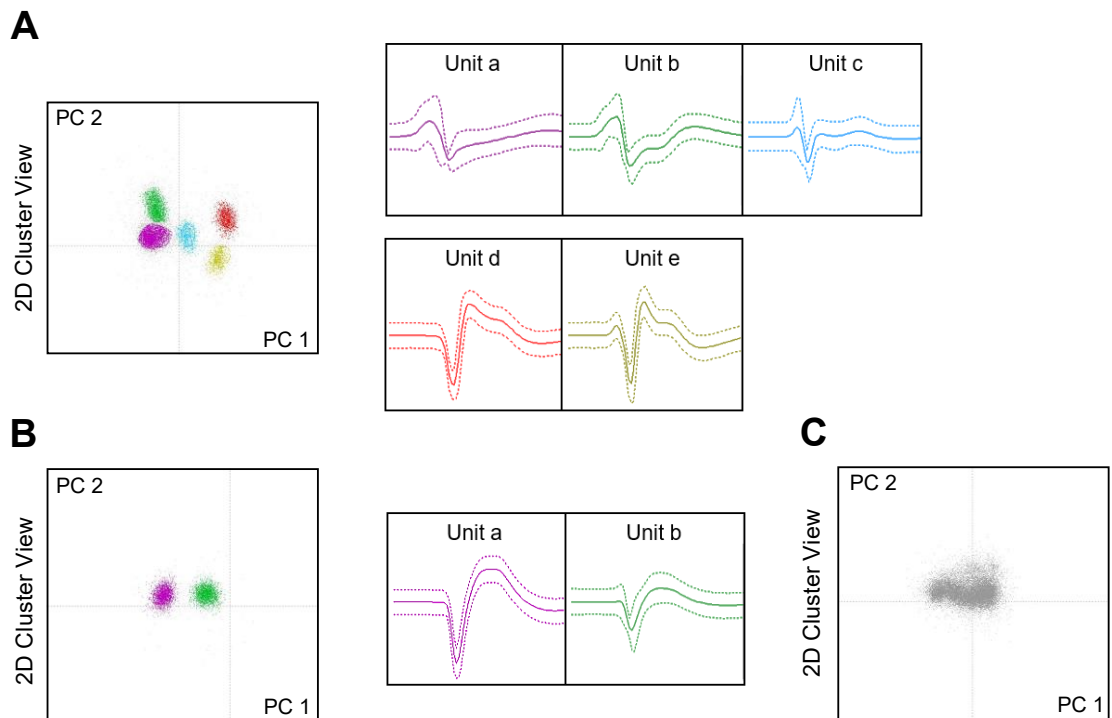 A
PC 2
2D Cluster View
PC 1
Unit a
Unit b
Unit c
Unit d
Unit e
B
PC 2
2D Cluster View
PC 1
Unit a
Unit b
C
PC 2
2D Cluster View
PC 1